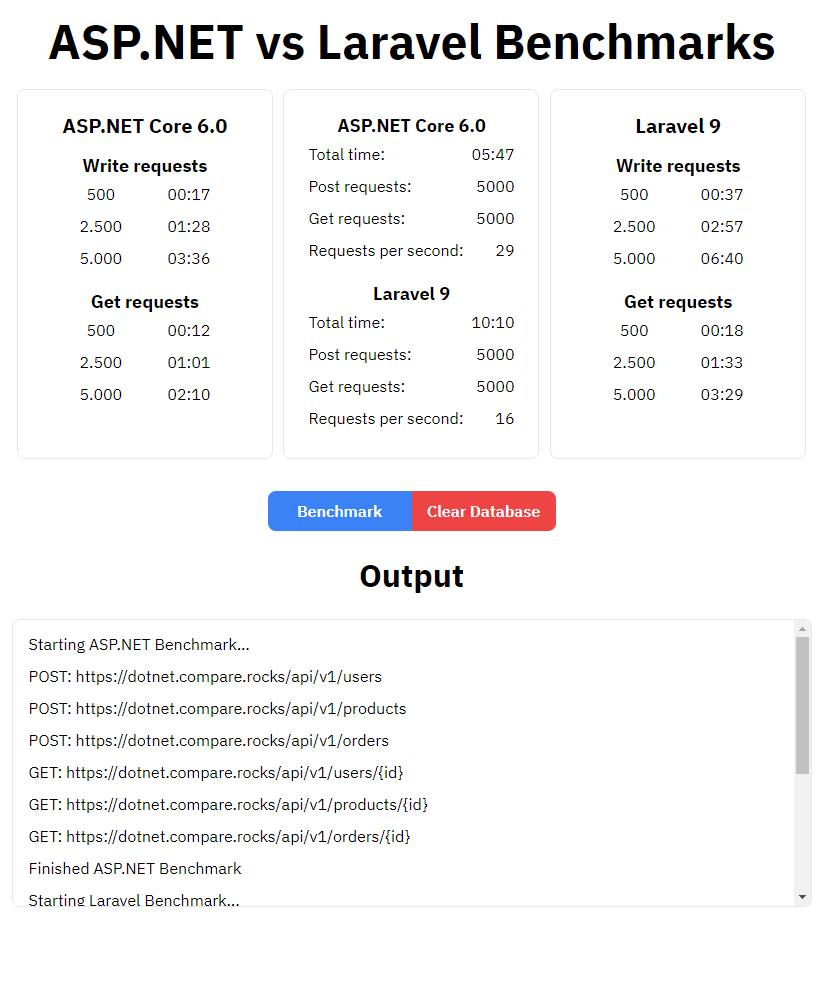 ASP.NET vs Laravel Benchmarks
ASP.NET Core 6.0
Write requests
500 00:17
2.500 01:28
5.000 03:36
Get requests
500 00:12
2.500 01:01
5.000 02:10
ASP.NET Core 6.0
Total time: 05:47
Post requests: 5000
Get requests: 5000
Requests per second: 29
Laravel 9
Total time: 10:10
Post requests: 5000
Get requests: 5000
Requests per second: 16
Laravel 9
Write requests
500 00:37
2.500 02:57
5.000 06:40
Get requests
500 00:18
2.500 01:33
5.000 03:29
Benchmark Clear Database
Output
Starting ASP.NET Benchmark...
POST: https://dotnet.compare.rocks/api/v1/users
POST: https://dotnet.compare.rocks/api/v1/products
POST: https://dotnet.compare.rocks/api/v1/orders
GET: https://dotnet.compare.rocks/api/v1/users/{id}
GET: https://dotnet.compare.rocks/api/v1/products/{id}
GET: https://dotnet.compare.rocks/api/v1/orders/{id}
Finished ASP.NET Benchmark
Starting Laravel Benchmark...